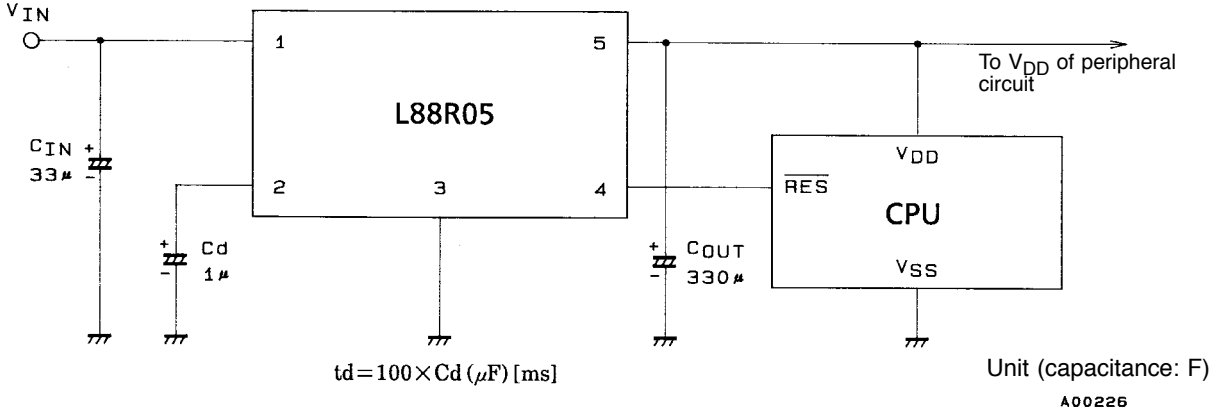 VIN
1
5
To VDD of peripheral
circuit
L88R05
CIN +
33μ -
2
3
4
VDD
RES
CPU
VSS
+ Cd
- 1μ
+ COUT
- 330μ
td=100×Cd (μF) [ms]
Unit (capacitance: F)
A00226